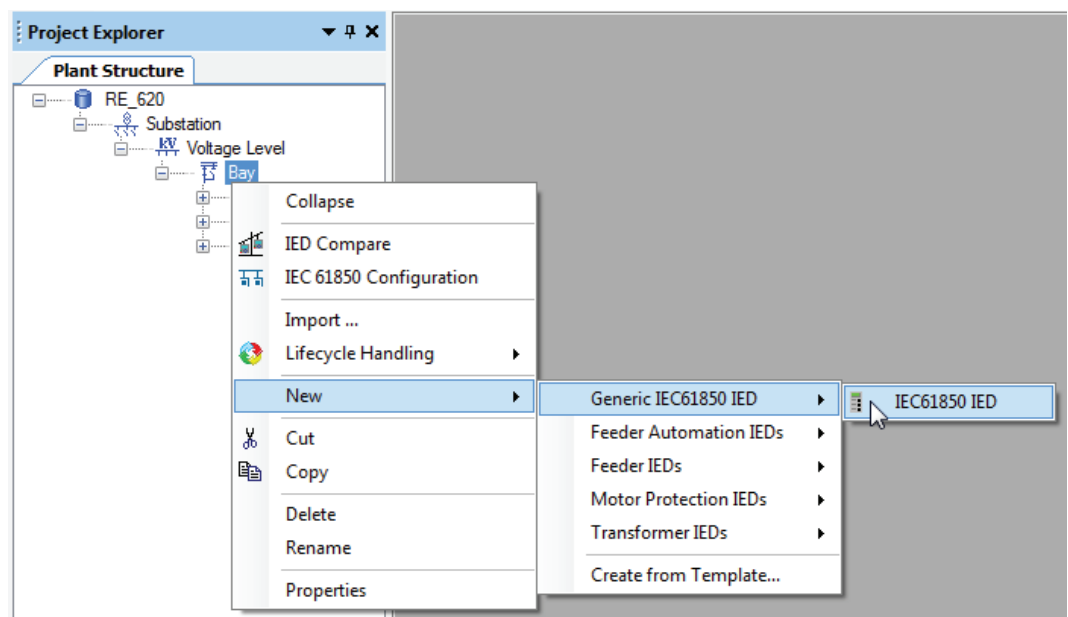 Project Explorer
Plant Structure
RE_620
Substation
Voltage Level
Bay
Collapse
IED Compare
IEC 61850 Configuration
Import ...
Lifecycle Handling
New
Cut
Copy
Delete
Rename
Properties
Generic IEC61850 IED
Feeder Automation IEDs
Feeder IEDs
Motor Protection IEDs
Transformer IEDs
Create from Template...
IEC61850 IED